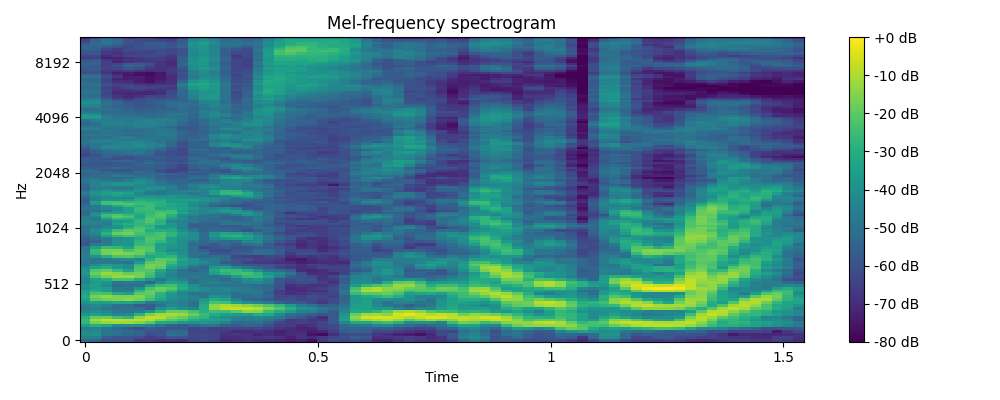 Mel-frequency spectrogram
Hz
8192
4096
2048
1024
512
0
0
0.5
1
1.5
Time
+0 dB
-10 dB
-20 dB
-30 dB
-40 dB
-50 dB
-60 dB
-70 dB
-80 dB